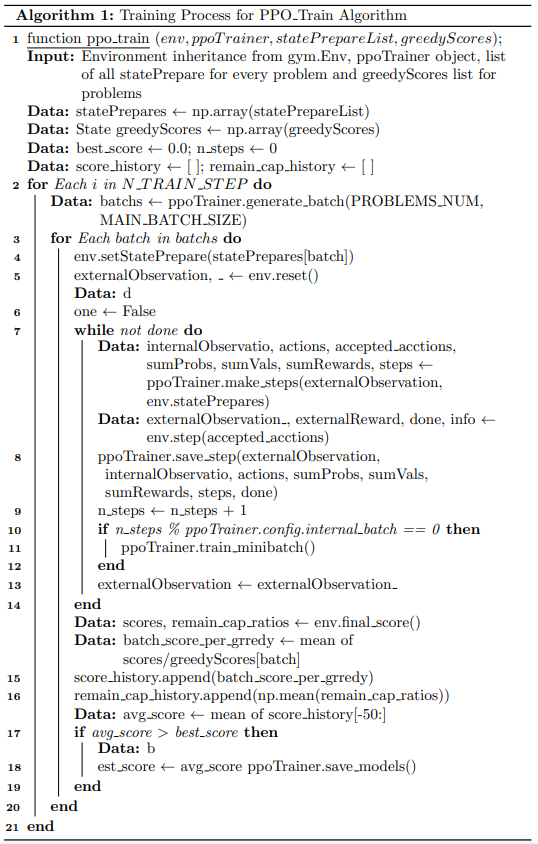 Algorithm 1: Training Process for PPO_Train Algorithm
1 function ppo_train (env, ppoTrainer, statePrepareList, greedyScores);
Input: Environment inheritance from gym.Env, ppoTrainer object, list
of all statePrepare for every problem and greedyScores list for
problems
Data: statePrepares ← np.array(statePrepareList)
Data: State greedyScores ← np.array(greedyScores)
Data: best_score ← 0.0; n_steps ← 0
Data: score_history ← [ ]; remain_cap_history ← [ ]
2 for Each i in N_TRAIN_STEP do
Data: batchs ← ppoTrainer.generate_batch(PROBLEMS_NUM,
MAIN_BATCH_SIZE)
3 for Each batch in batchs do
4 env.setStatePrepare(statePrepares[batch])
5 externalObservation, _ ← env.reset()
Data: d
6 one ← False
7 while not done do
Data: internalObservatio, actions, accepted_acctions,
sumProbs, sumVals, sumRewards, steps ←
ppoTrainer.make_steps(externalObservation,
env.statePrepares)
Data: externalObservation_, externalReward, done, info ←
env.step(accepted_acctions)
8 ppoTrainer.save_step(externalObservation,
internalObservatio, actions, sumProbs, sumVals,
sumRewards, steps, done)
9 n_steps ← n_steps + 1
10 if n_steps % ppoTrainer.config.internal_batch == 0 then
11 ppoTrainer.train_minibatch()
12 end
13 externalObservation ← externalObservation_
14 end
Data: scores, remain_cap_ratios ← env.final_score()
Data: batch_score_per_grredy ← mean of
scores/greedyScores[batch]
15 score_history.append(batch_score_per_grredy)
16 remain_cap_history.append(np.mean(remain_cap_ratios))
Data: avg_score ← mean of score_history[-50:]
17 if avg_score > best_score then
Data: b
18 est_score ← avg_score ppoTrainer.save_models()
19 end
20 end
21 end